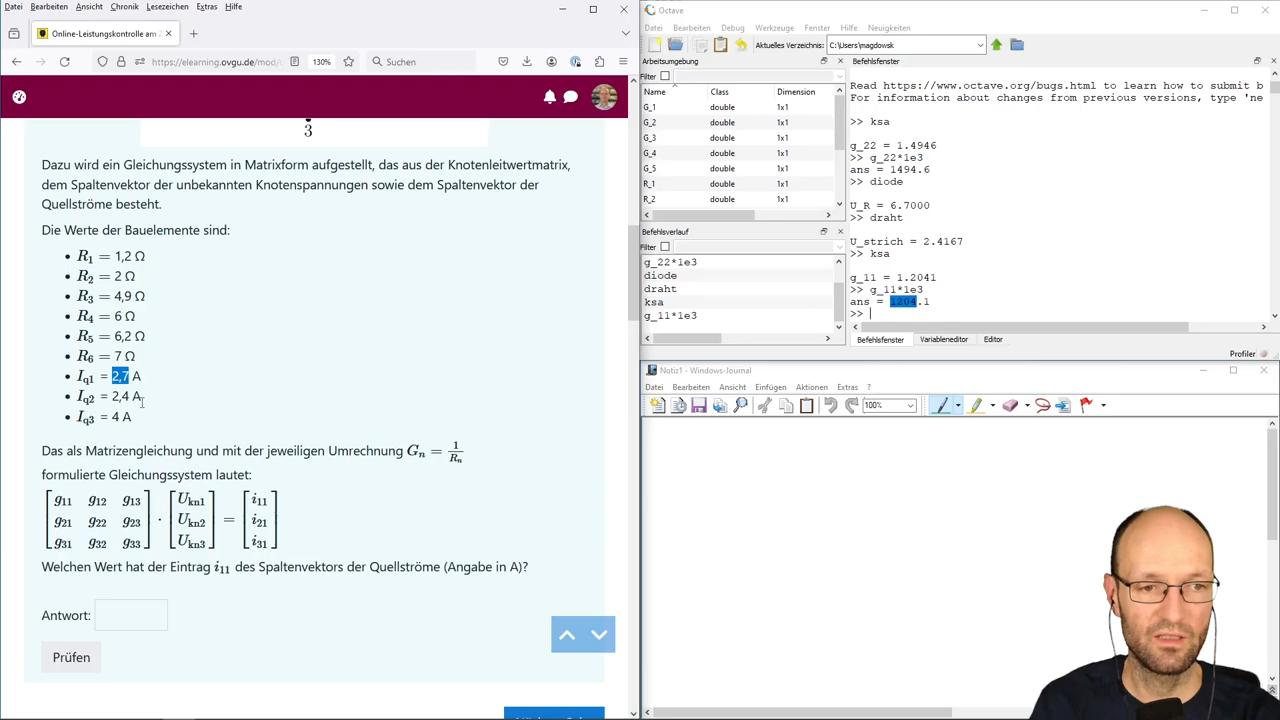 Datei Bearbeiten Ansicht Chronik Lesezeichen Extras Hilfe
Online-Leistungskontrolle am
https://elearning.ovgu.de/mod/
130%
Suchen
3
Dazu wird ein Gleichungssystem in Matrixform aufgestellt, das aus der Knotenleitwertmatrix,
dem Spaltenvektor der unbekannten Knotenspannungen sowie dem Spaltenvektor der
Quellströme besteht.
Die Werte der Bauelemente sind:
R1 = 1,2 Ω
R2 = 2 Ω
R3 = 4,9 Ω
R4 = 6 Ω
R5 = 6,2 Ω
R6 = 7 Ω
Iq1 = 2,7 A
Iq2 = 2,4 A
Iq3 = 4 A
Das als Matrizengleichung und mit der jeweiligen Umrechnung Gn = 1/Rn
formulierte Gleichungssystem lautet:
g11 g12 g13 Ukn1 i11
g21 g22 g23 · Ukn2 = i21
g31 g32 g33 Ukn3 i31
Welchen Wert hat der Eintrag i11 des Spaltenvektors der Quellströme (Angabe in A)?
Antwort:
Prüfen
Octave
Datei Bearbeiten Debug Werkzeuge Fenster Hilfe Neuigkeiten
Aktuelles Verzeichnis: C:\Users\magdowsk
Arbeitsumgebung
Filter
Name Class Dimension
G_1 double 1x1
G_2 double 1x1
G_3 double 1x1
G_4 double 1x1
G_5 double 1x1
R_1 double 1x1
R_2 double 1x1
Befehlsverlauf
Filter
g_22*1e3
diode
draht
ksa
g_11*1e3
Befehlsfenster
Read https://www.octave.org/bugs.html to learn how to submit b
For information about changes from previous versions, type 'ne
>> ksa
g_22 = 1.4946
>> g_22*1e3
ans = 1494.6
>> diode
U_R = 6.7000
>> draht
U_strich = 2.4167
>> ksa
g_11 = 1.2041
>> g_11*1e3
ans = 1204.1
>>
Befehlsfenster Variableneditor Editor
Profiler
Notiz1 - Windows-Journal
Datei Bearbeiten Ansicht Einfügen Aktionen Extras ?
100%